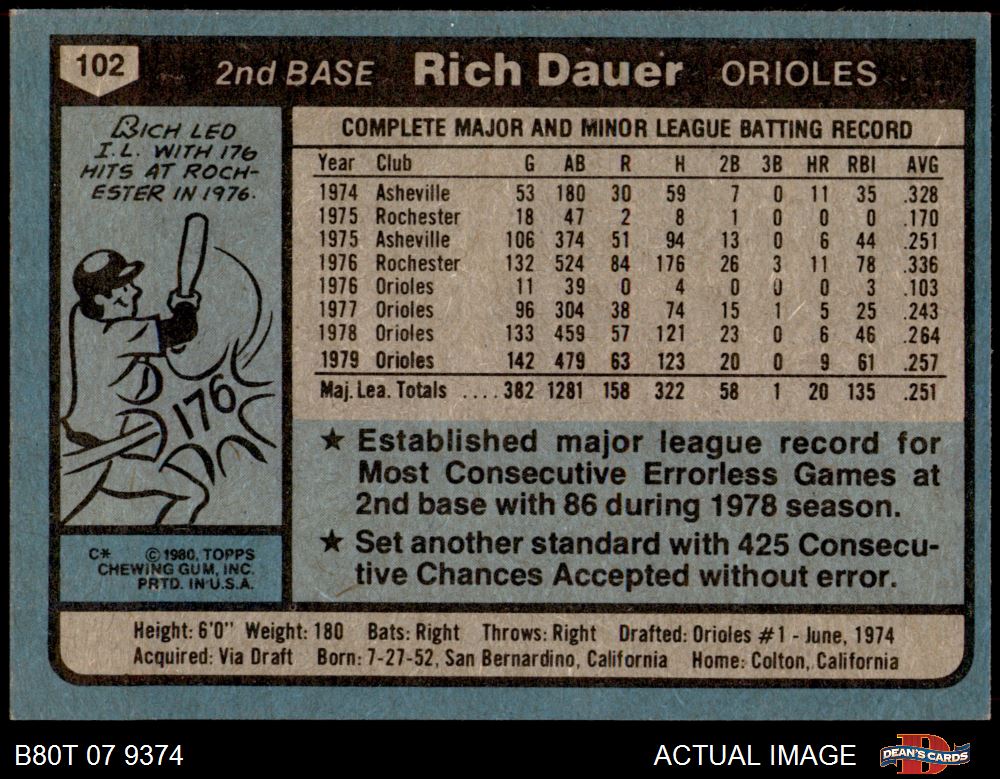 102
2nd BASE Rich Dauer ORIOLES
RICH LED
I.L. WITH 176
HITS AT ROCH-
ESTER IN 1976.
176
C* © 1980, TOPPS
CHEWING GUM, INC.
PRTD. IN U.S.A.
COMPLETE MAJOR AND MINOR LEAGUE BATTING RECORD
Year Club G AB R H 2B 3B HR RBI AVG
1974 Asheville 53 180 30 59 7 0 11 35 .328
1975 Rochester 18 47 2 8 1 0 0 0 .170
1975 Asheville 106 374 51 94 13 0 6 44 .251
1976 Rochester 132 524 84 176 26 3 11 78 .336
1976 Orioles 11 39 0 4 0 0 0 3 .103
1977 Orioles 96 304 38 74 15 1 5 25 .243
1978 Orioles 133 459 57 121 23 0 6 46 .264
1979 Orioles 142 479 63 123 20 0 9 61 .257
Maj. Lea. Totals ....382 1281 158 322 58 1 20 135 .251
★ Established major league record for
Most Consecutive Errorless Games at
2nd base with 86 during 1978 season.
★ Set another standard with 425 Consecu-
tive Chances Accepted without error.
Height: 6'0" Weight: 180 Bats: Right Throws: Right Drafted: Orioles #1 - June, 1974
Acquired: Via Draft Born: 7-27-52, San Bernardino, California Home: Colton, California
B80T 07 9374 ACTUAL IMAGE DEAN'S CARDS